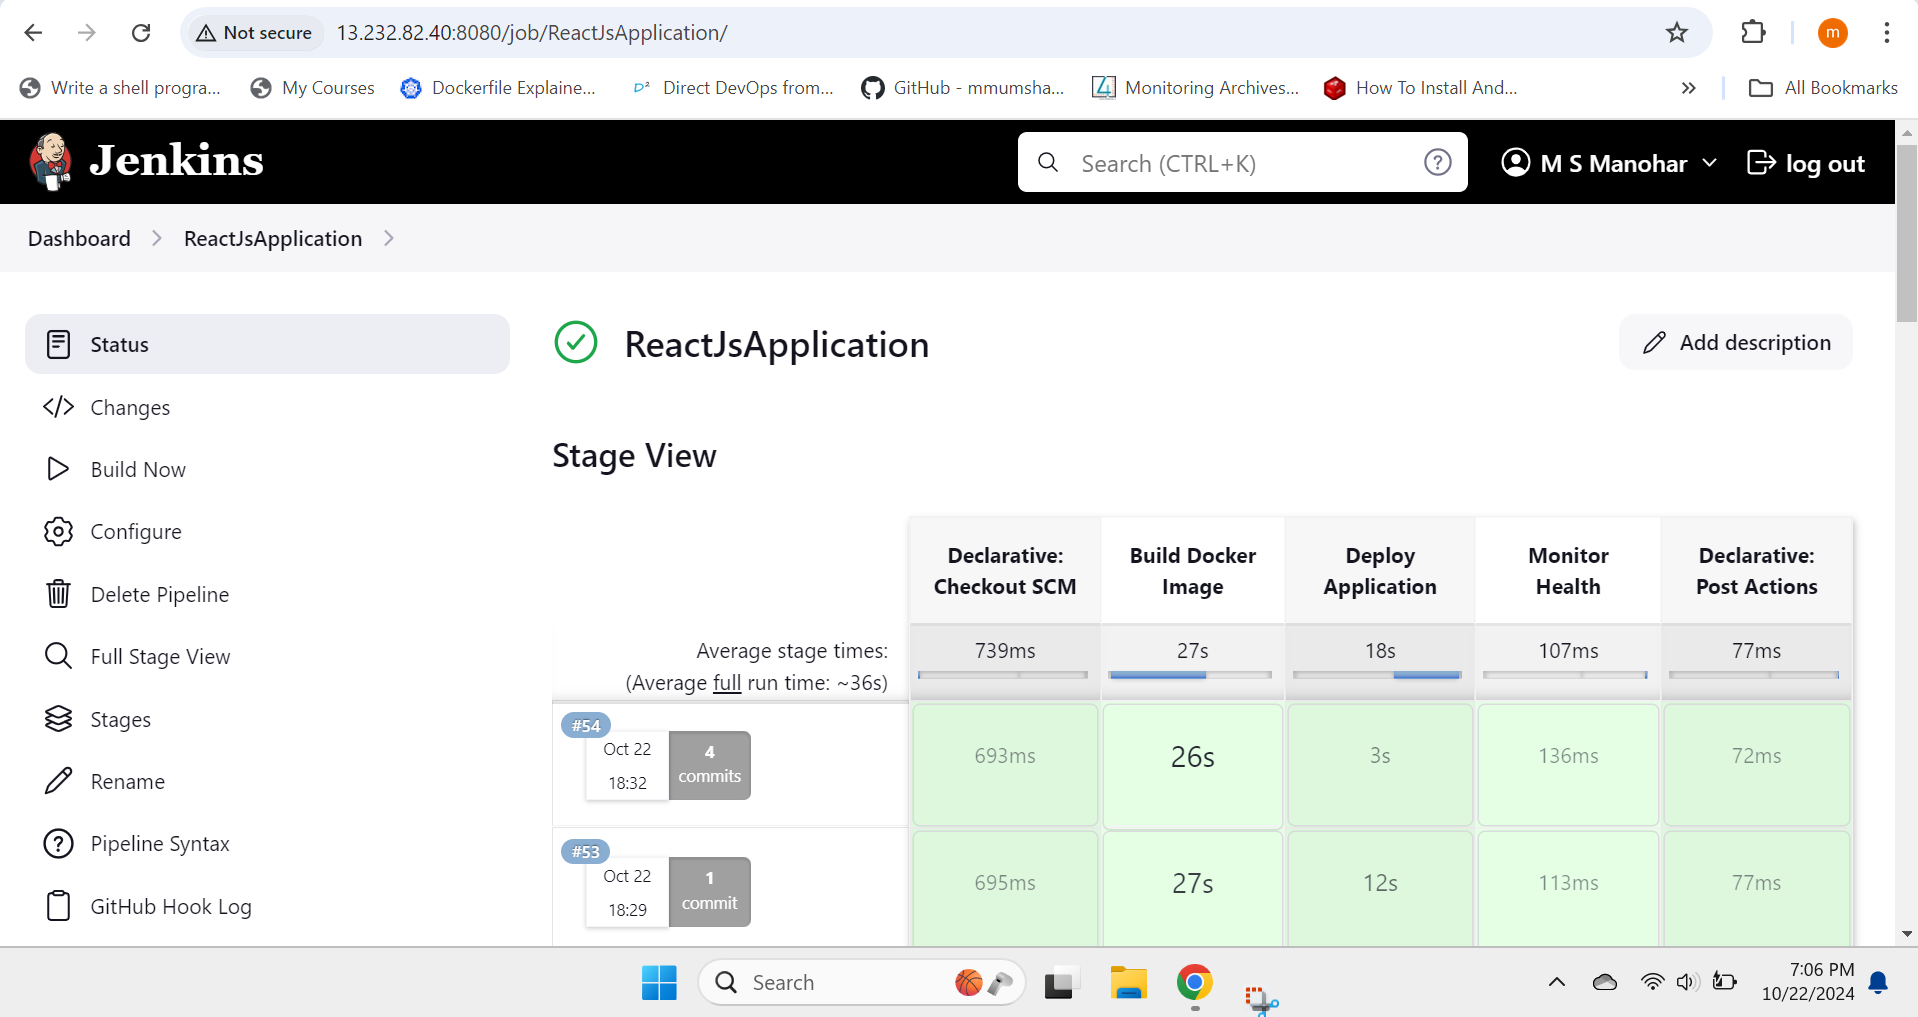 Not secure 13.232.82.40:8080/job/ReactJsApplication/ m
Write a shell progra... My Courses Dockerfile Explaine... D² Direct DevOps from... GitHub - mmumsha... Monitoring Archives... How To Install And... » All Bookmarks
Jenkins Search (CTRL+K) ? M S Manohar log out
Dashboard ReactJsApplication
Status
Changes
Build Now
Configure
Delete Pipeline
Full Stage View
Stages
Rename
Pipeline Syntax
GitHub Hook Log
ReactJsApplication Add description
Stage View
Declarative: Checkout SCM
Build Docker Image
Deploy Application
Monitor Health
Declarative: Post Actions
Average stage times:
(Average full run time: ~36s)
739ms 27s 18s 107ms 77ms
#54
Oct 22
18:32
4
commits
693ms 26s 3s 136ms 72ms
#53
Oct 22
18:29
1
commit
695ms 27s 12s 113ms 77ms
Search
7:06 PM
10/22/2024